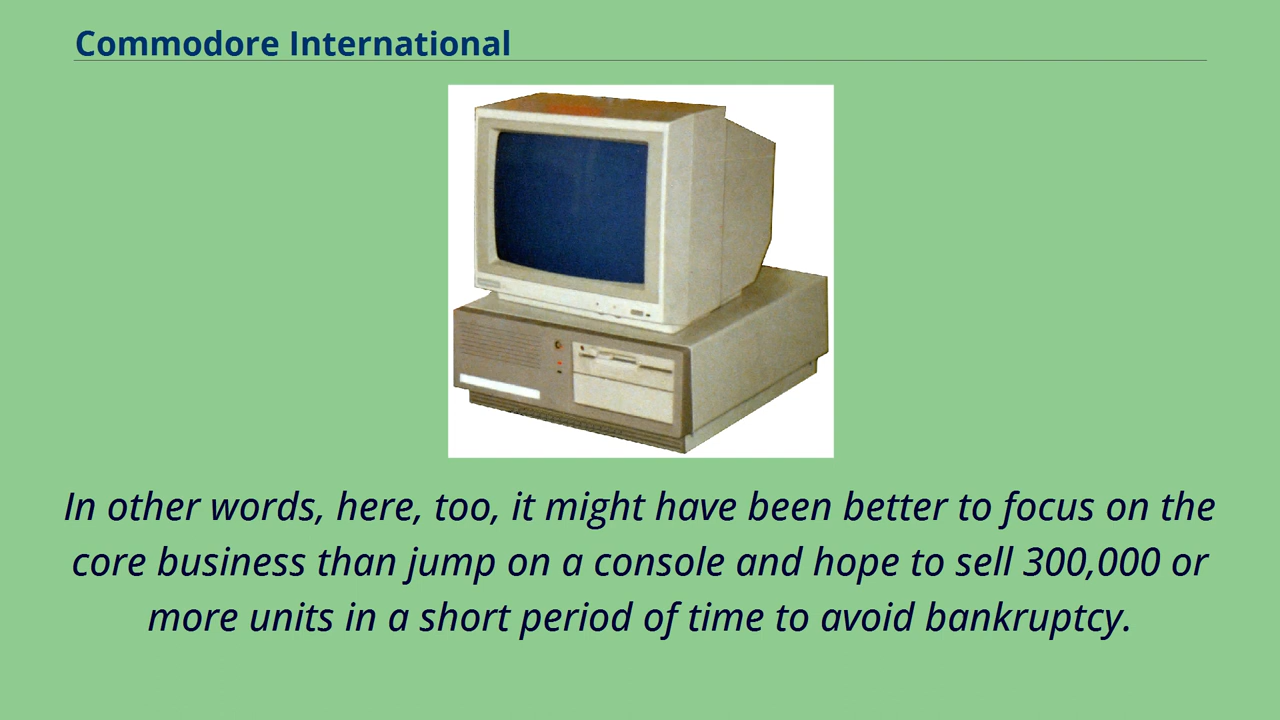 Commodore International
In other words, here, too, it might have been better to focus on the
core business than jump on a console and hope to sell 300,000 or
more units in a short period of time to avoid bankruptcy.